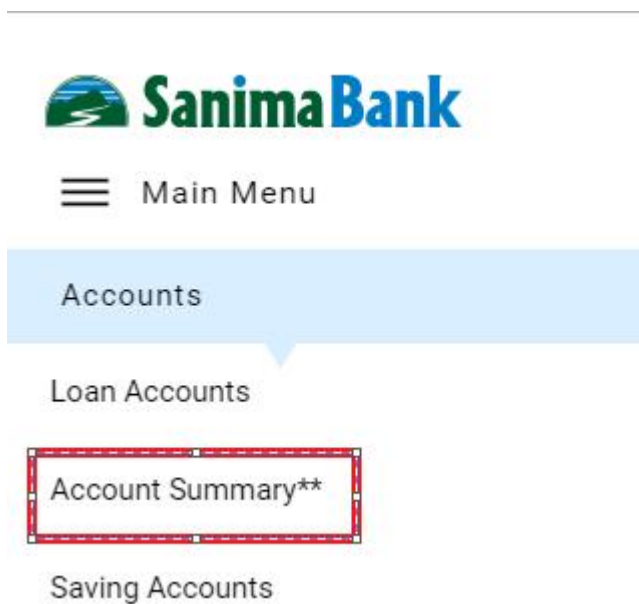 Sanima Bank
Main Menu
Accounts
Loan Accounts
Account Summary**
Saving Accounts